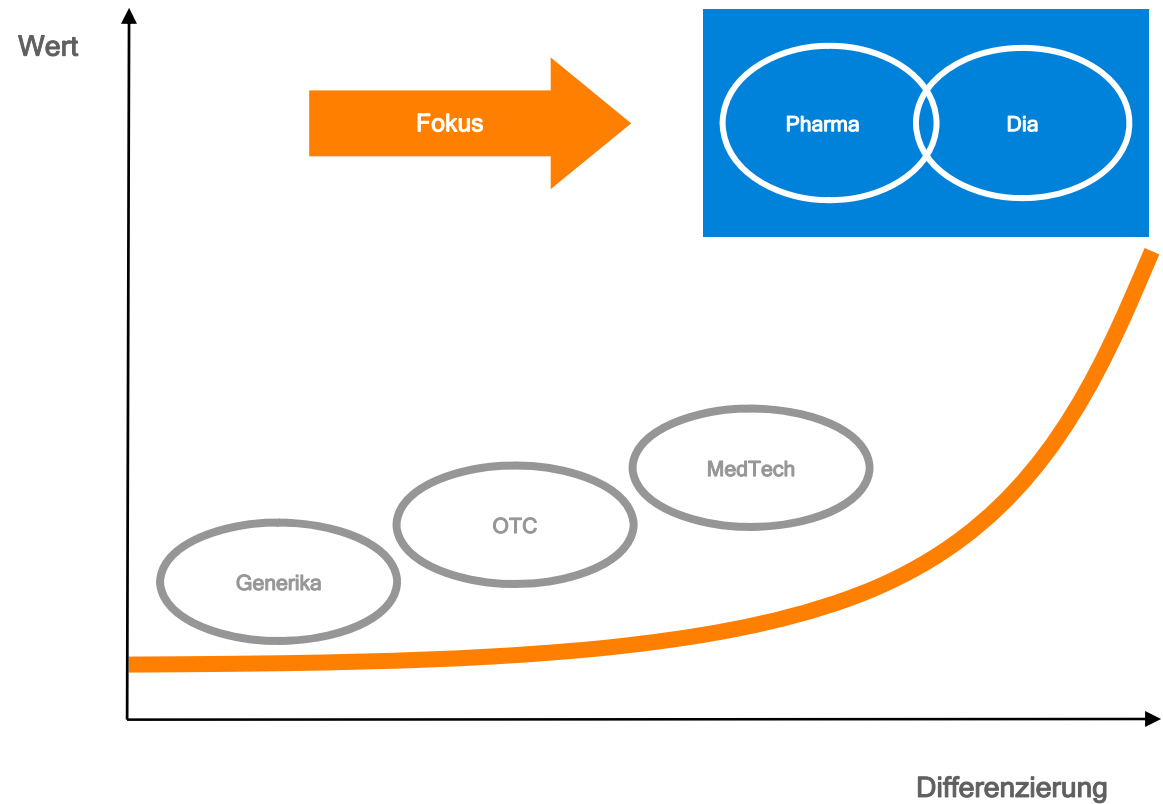 Wert
Fokus
Pharma
Dia
MedTech
OTC
Generika
Differenzierung